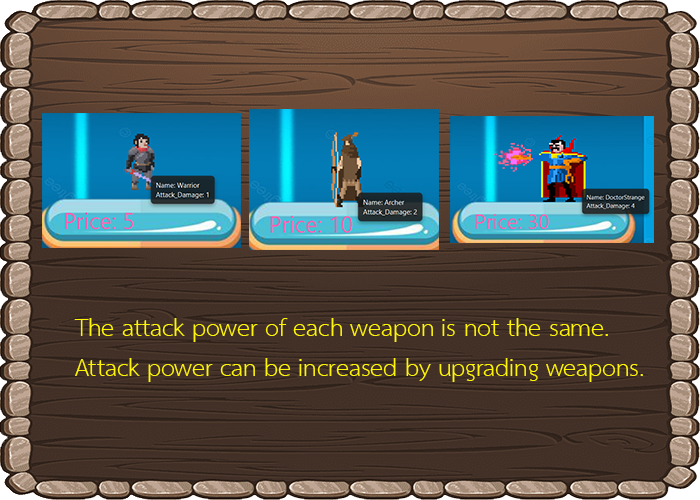 Name: Warrior
Attack_Damage: 1
Price: 5
Name: Archer
Attack_Damage: 2
Price: 10
Name: DoctorStrange
Attack_Damage: 4
Price: 30
The attack power of each weapon is not the same.
Attack power can be increased by upgrading weapons.